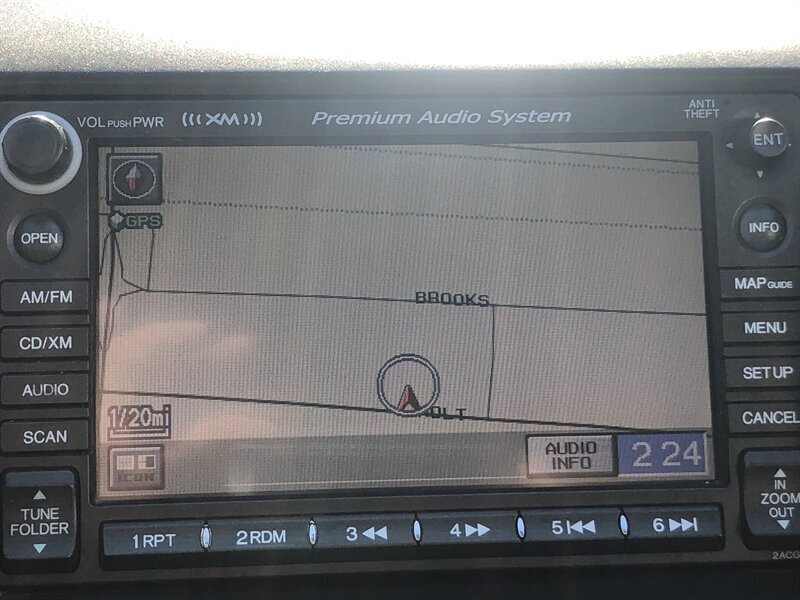 VOL PUSH PWR
(((XM)))
Premium Audio System
ANTI
THEFT
ENT
OPEN
INFO
AM/FM
CD/XM
AUDIO
SCAN
TUNE
FOLDER
GPS
BROOKS
1/20mi
ICON
AUDIO
INFO
2 24
MAP GUIDE
MENU
SET UP
CANCEL
IN
ZOOM
OUT
1 RPT
2 RDM
3
4
5
6
2ACG